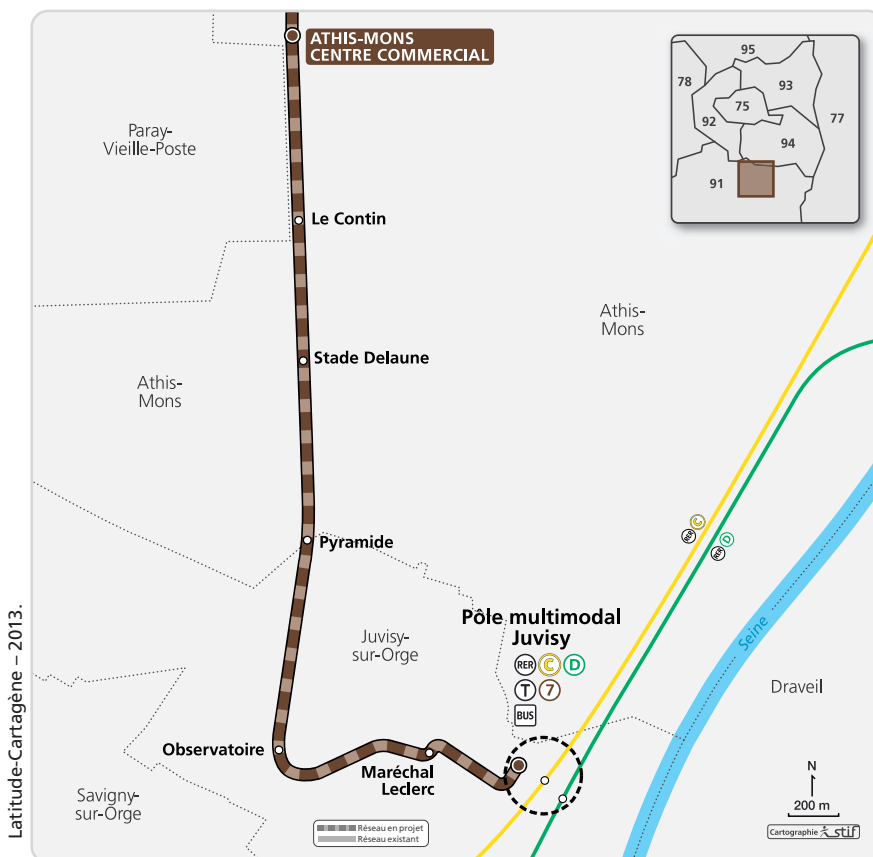 ATHIS-MONS
CENTRE COMMERCIAL
95
78
93
75
77
92
94
91
Paray-
Vieille-Poste
Le Contin
Athis-
Mons
Stade Delaune
Athis-
Mons
RER C
RER D
Pyramide
Pôle multimodal
Juvisy
RER C D
T 7
BUS
Juvisy-
sur-Orge
Seine
Draveil
Observatoire
Maréchal
Leclerc
Savigny-
sur-Orge
N
200 m
Réseau en projet
Réseau existant
Cartographie stif
Latitude-Cartagène – 2013.